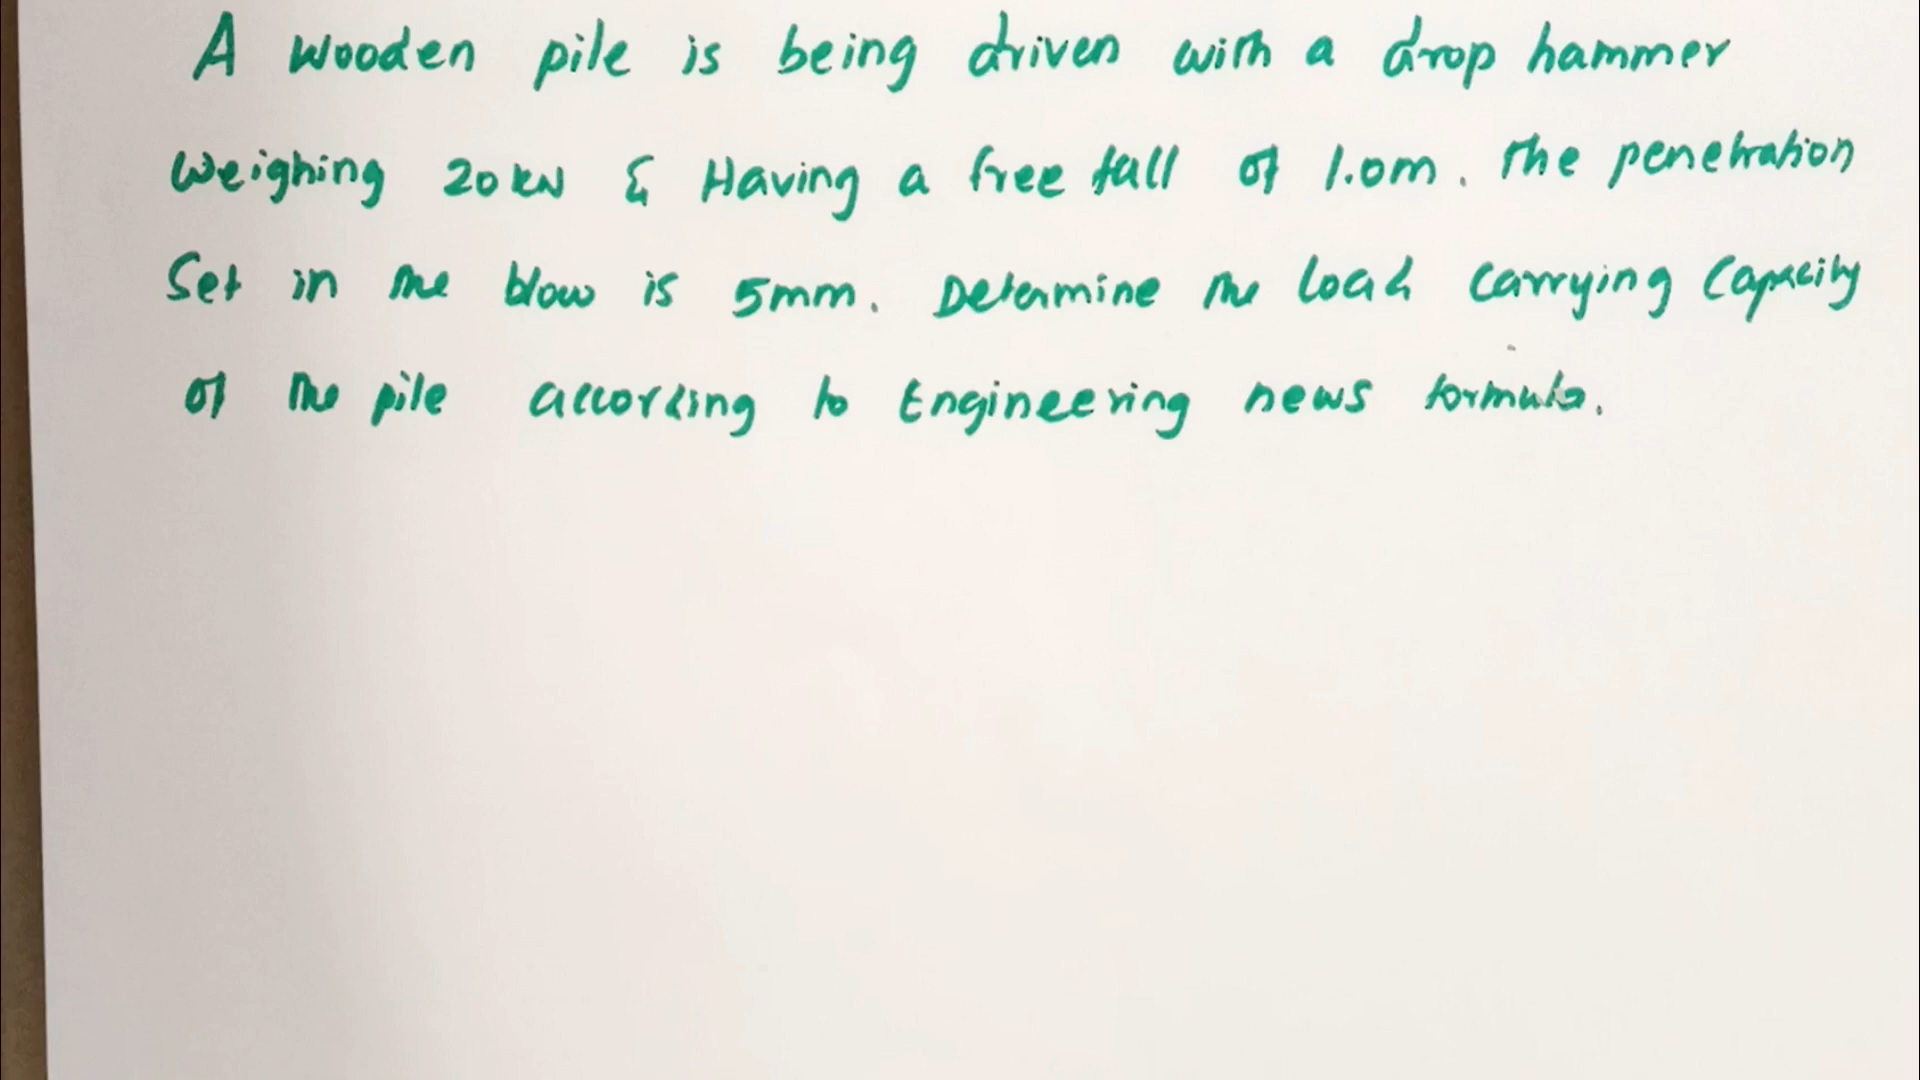 A wooden pile is being driven with a drop hammer
weighing 20 kN & Having a free fall of 1.0m. The penetration
Set in the blow is 5mm. Determine the load carrying capacity
of the pile according to Engineering news formula.